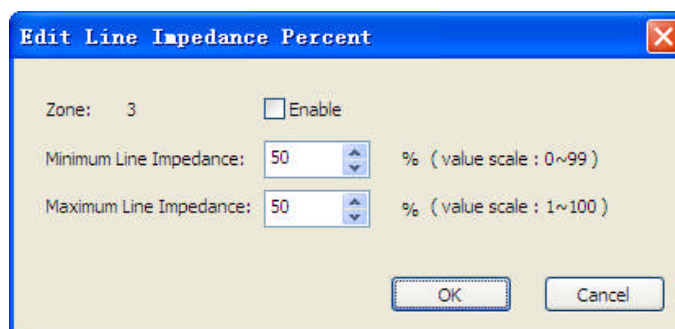 Edit Line Impedance Percent
Zone: 3 Enable
Minimum Line Impedance: 50 % ( value scale : 0~99 )
Maximum Line Impedance: 50 % ( value scale : 1~100 )
OK Cancel